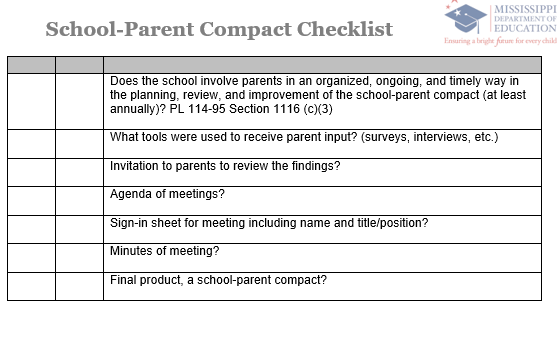 School-Parent Compact Checklist
MISSISSIPPI
DEPARTMENT OF
EDUCATION
Ensuring a bright future for every child
Does the school involve parents in an organized, ongoing, and timely way in
the planning, review, and improvement of the school-parent compact (at least
annually)? PL 114-95 Section 1116 (c)(3)
What tools were used to receive parent input? (surveys, interviews, etc.)
Invitation to parents to review the findings?
Agenda of meetings?
Sign-in sheet for meeting including name and title/position?
Minutes of meeting?
Final product, a school-parent compact?